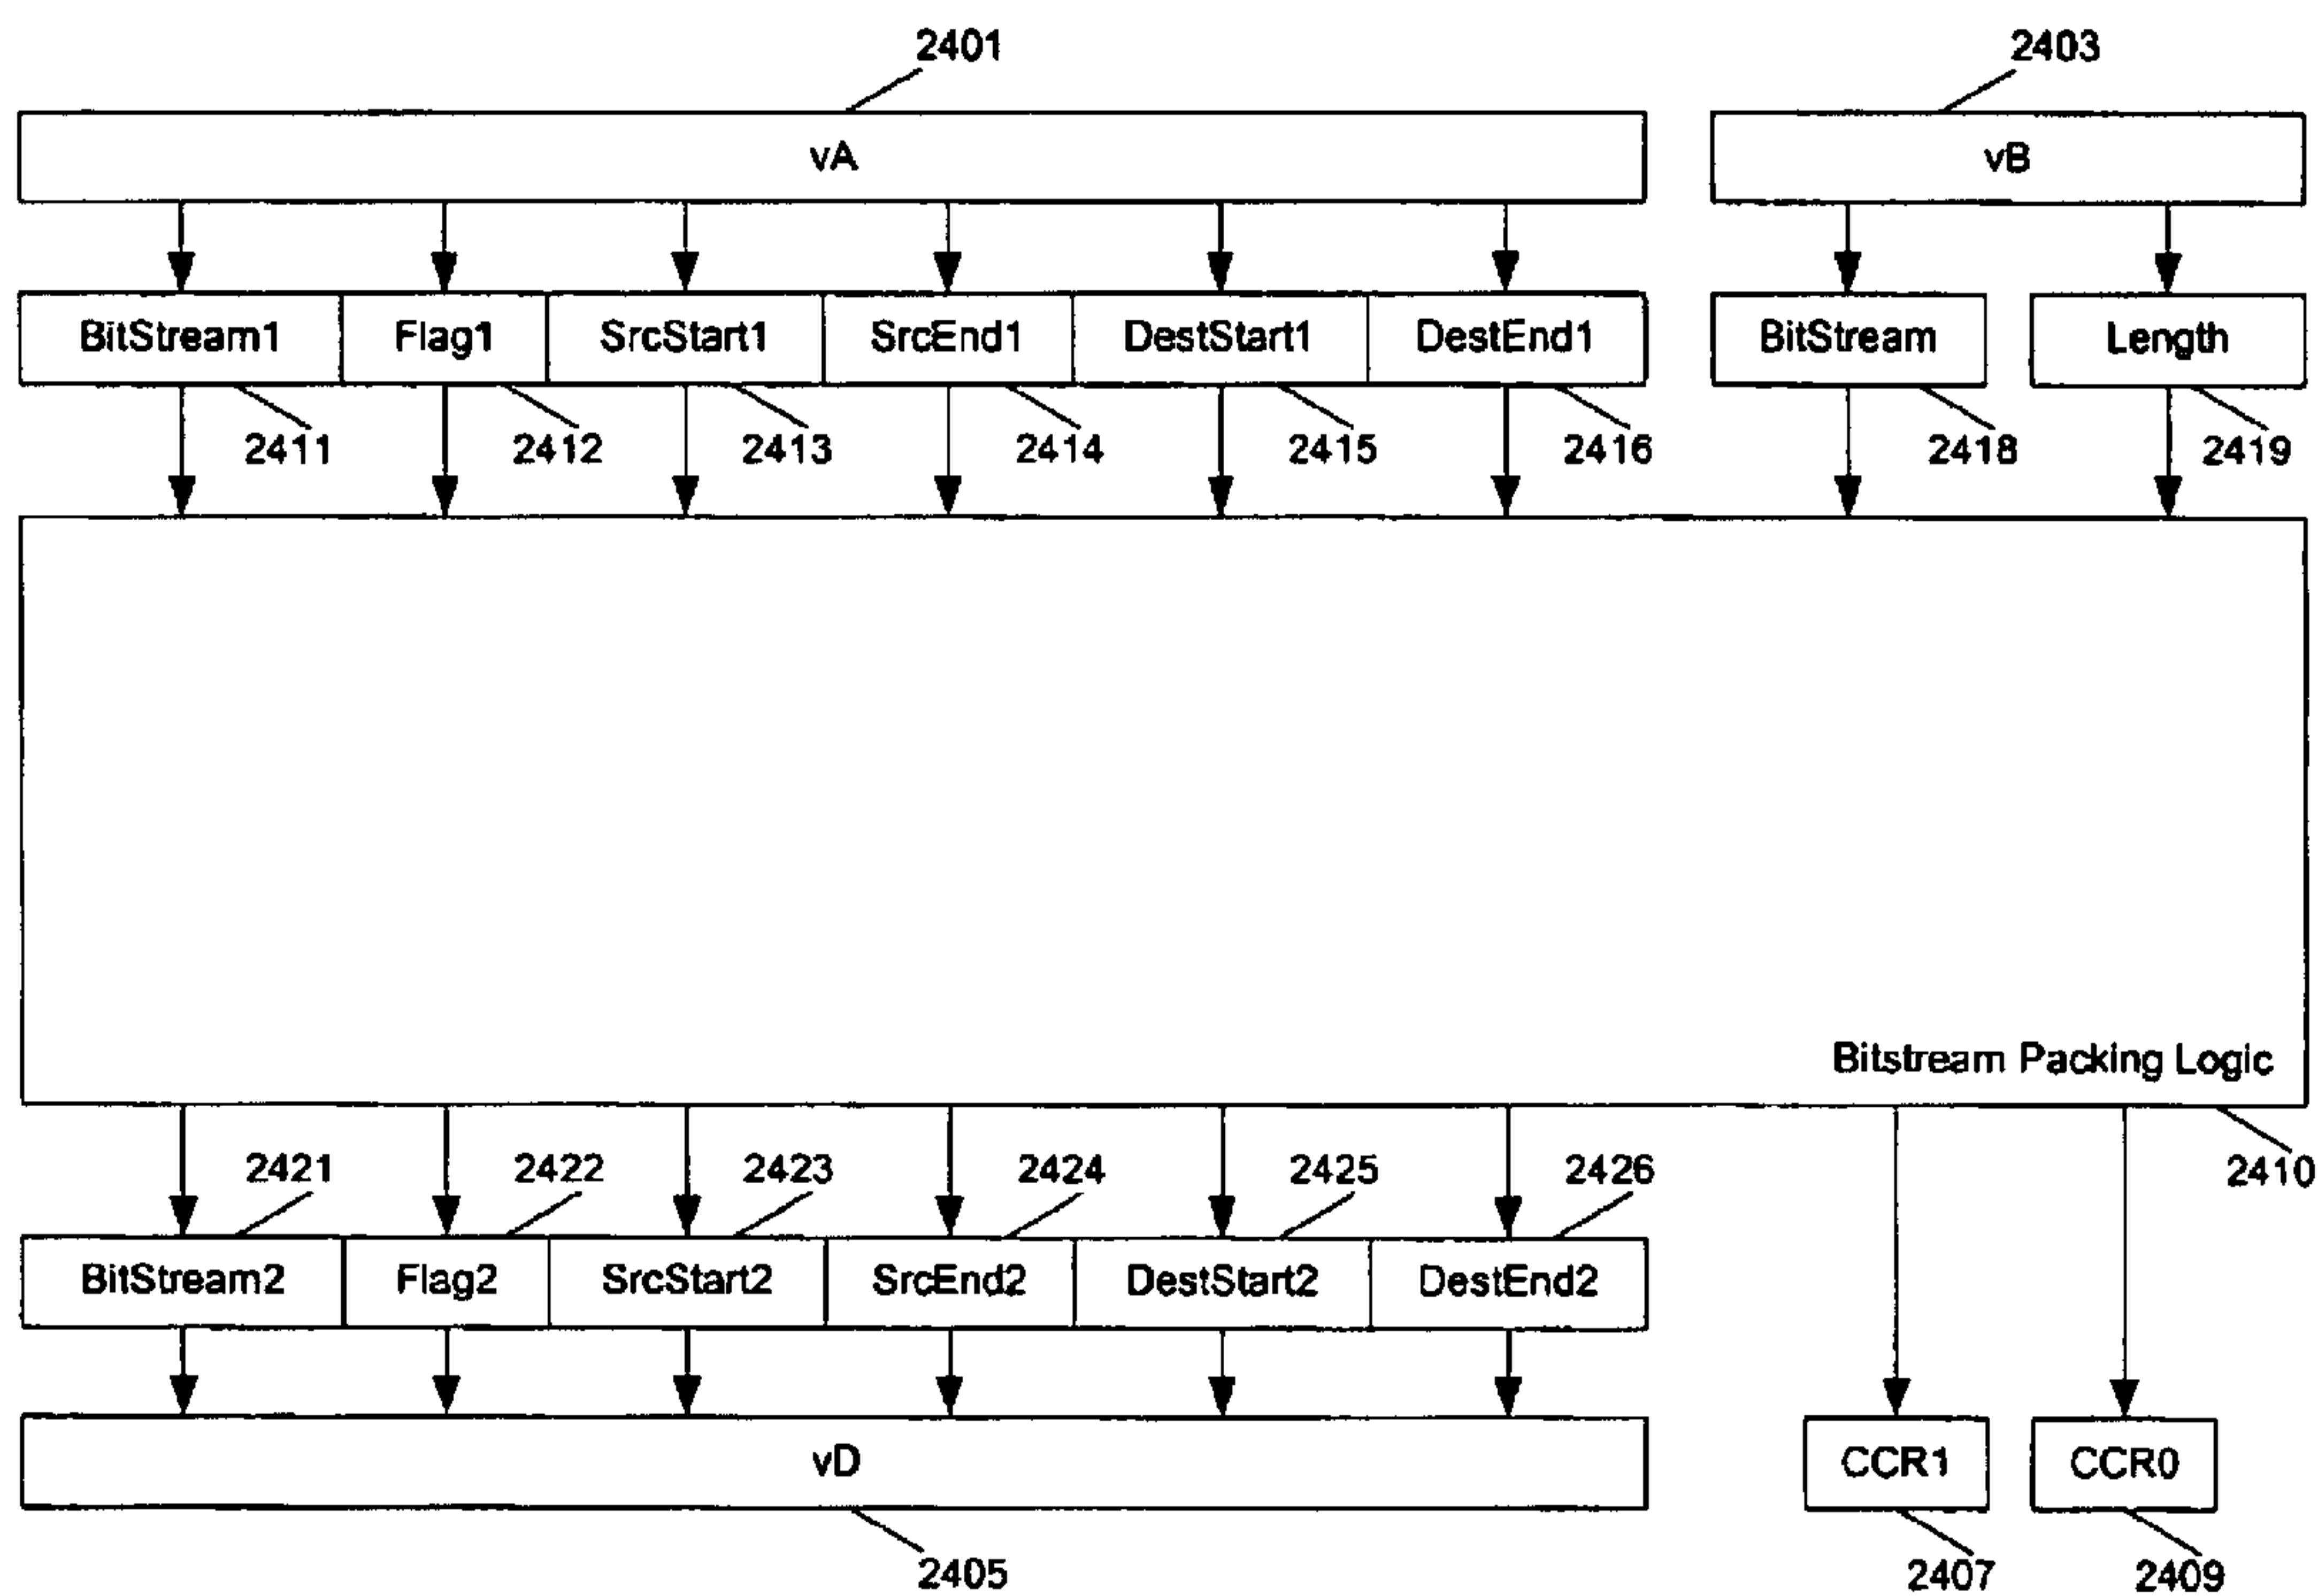 2401 2403
vA vB
BitStream1 Flag1 SrcStart1 SrcEnd1 DestStart1 DestEnd1 BitStream Length
2411 2412 2413 2414 2415 2416 2418 2419
Bitstream Packing Logic
2421 2422 2423 2424 2425 2426 2410
BitStream2 Flag2 SrcStart2 SrcEnd2 DestStart2 DestEnd2
vD CCR1 CCR0
2405 2407 2409